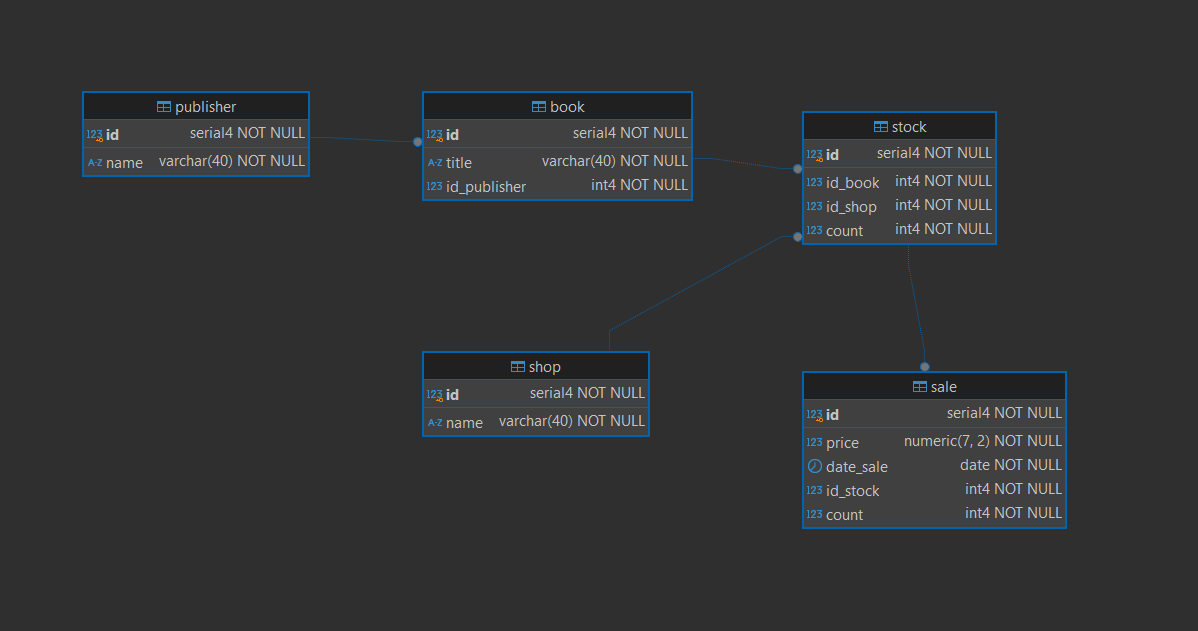 publisher
123 id serial4 NOT NULL
A-Z name varchar(40) NOT NULL
book
123 id serial4 NOT NULL
A-Z title varchar(40) NOT NULL
123 id_publisher int4 NOT NULL
stock
123 id serial4 NOT NULL
123 id_book int4 NOT NULL
123 id_shop int4 NOT NULL
123 count int4 NOT NULL
shop
123 id serial4 NOT NULL
A-Z name varchar(40) NOT NULL
sale
123 id serial4 NOT NULL
123 price numeric(7, 2) NOT NULL
date_sale date NOT NULL
123 id_stock int4 NOT NULL
123 count int4 NOT NULL